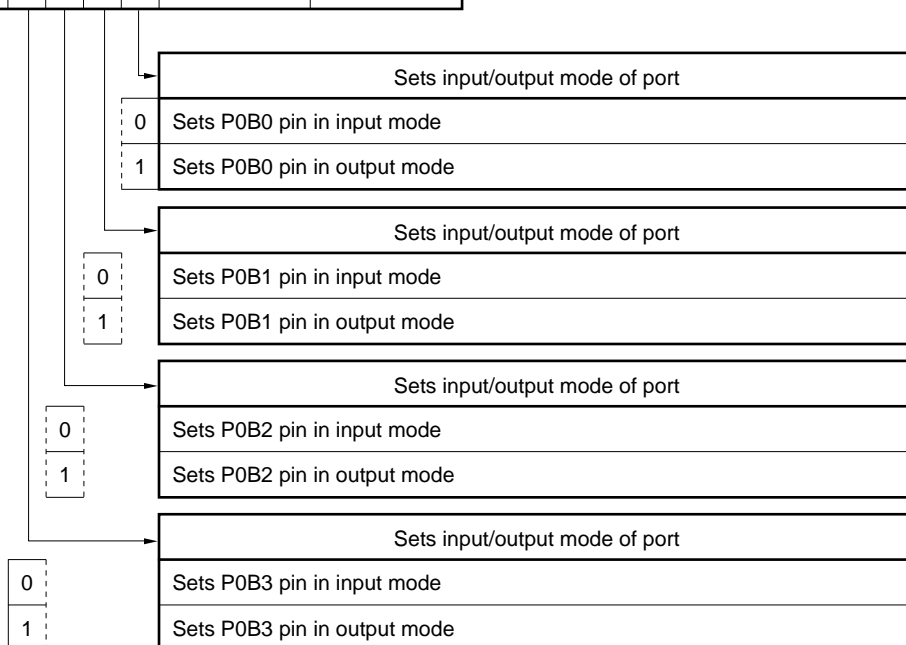 Sets input/output mode of port
0 Sets P0B0 pin in input mode
1 Sets P0B0 pin in output mode
Sets input/output mode of port
0 Sets P0B1 pin in input mode
1 Sets P0B1 pin in output mode
Sets input/output mode of port
0 Sets P0B2 pin in input mode
1 Sets P0B2 pin in output mode
Sets input/output mode of port
0 Sets P0B3 pin in input mode
1 Sets P0B3 pin in output mode